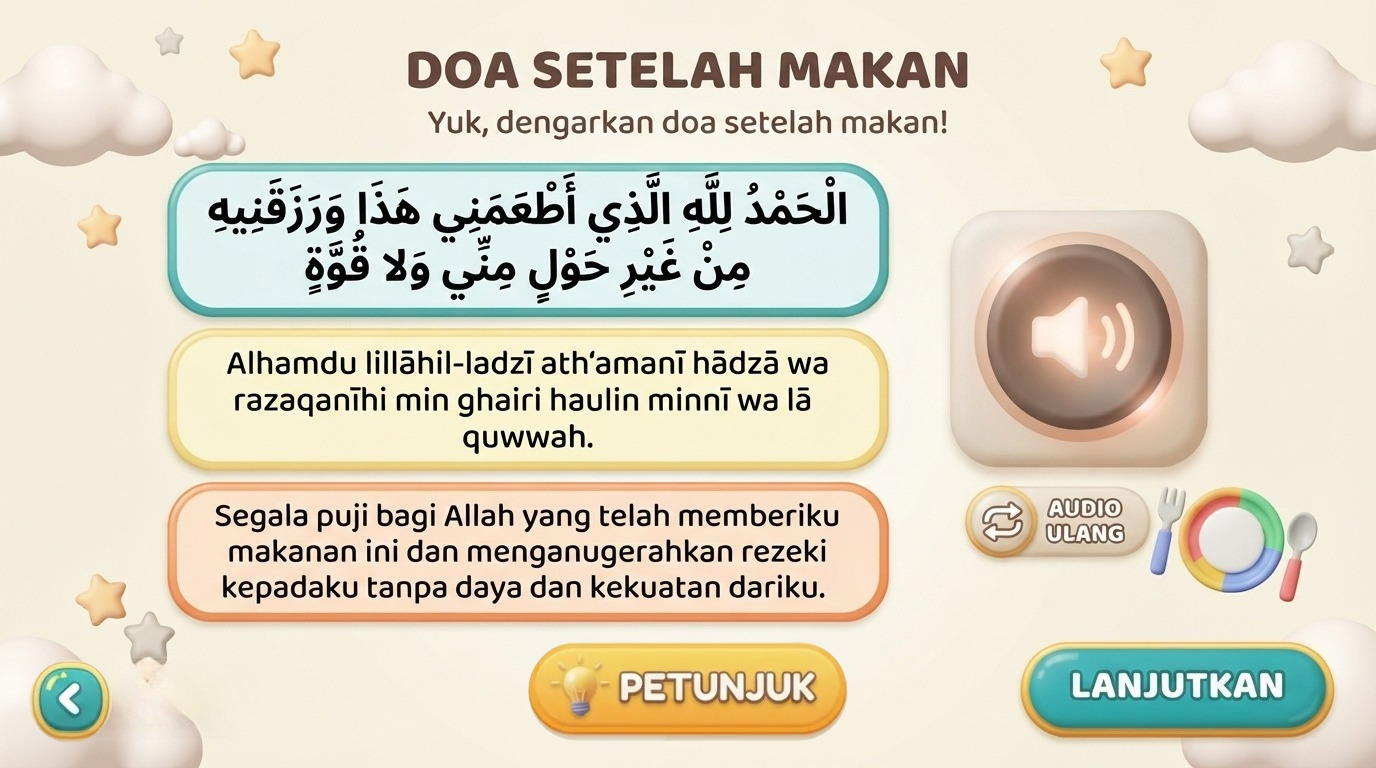 DOA SETELAH MAKAN
Yuk, dengarkan doa setelah makan!
الْحَمْدُ لِلَّهِ الَّذِي أَطْعَمَنِي هَذَا وَرَزَقَنِيهِ
مِنْ غَيْرِ حَوْلٍ مِنِّي وَلا قُوَّةٍ
Alhamdu lillāhil-ladzī ath‘amanī hādzā wa
razaqanīhi min ghairi haulin minnī wa lā
quwwah.
Segala puji bagi Allah yang telah memberiku
makanan ini dan menganugerahkan rezeki
kepadaku tanpa daya dan kekuatan dariku.
AUDIO
ULANG
PETUNJUK
LANJUTKAN